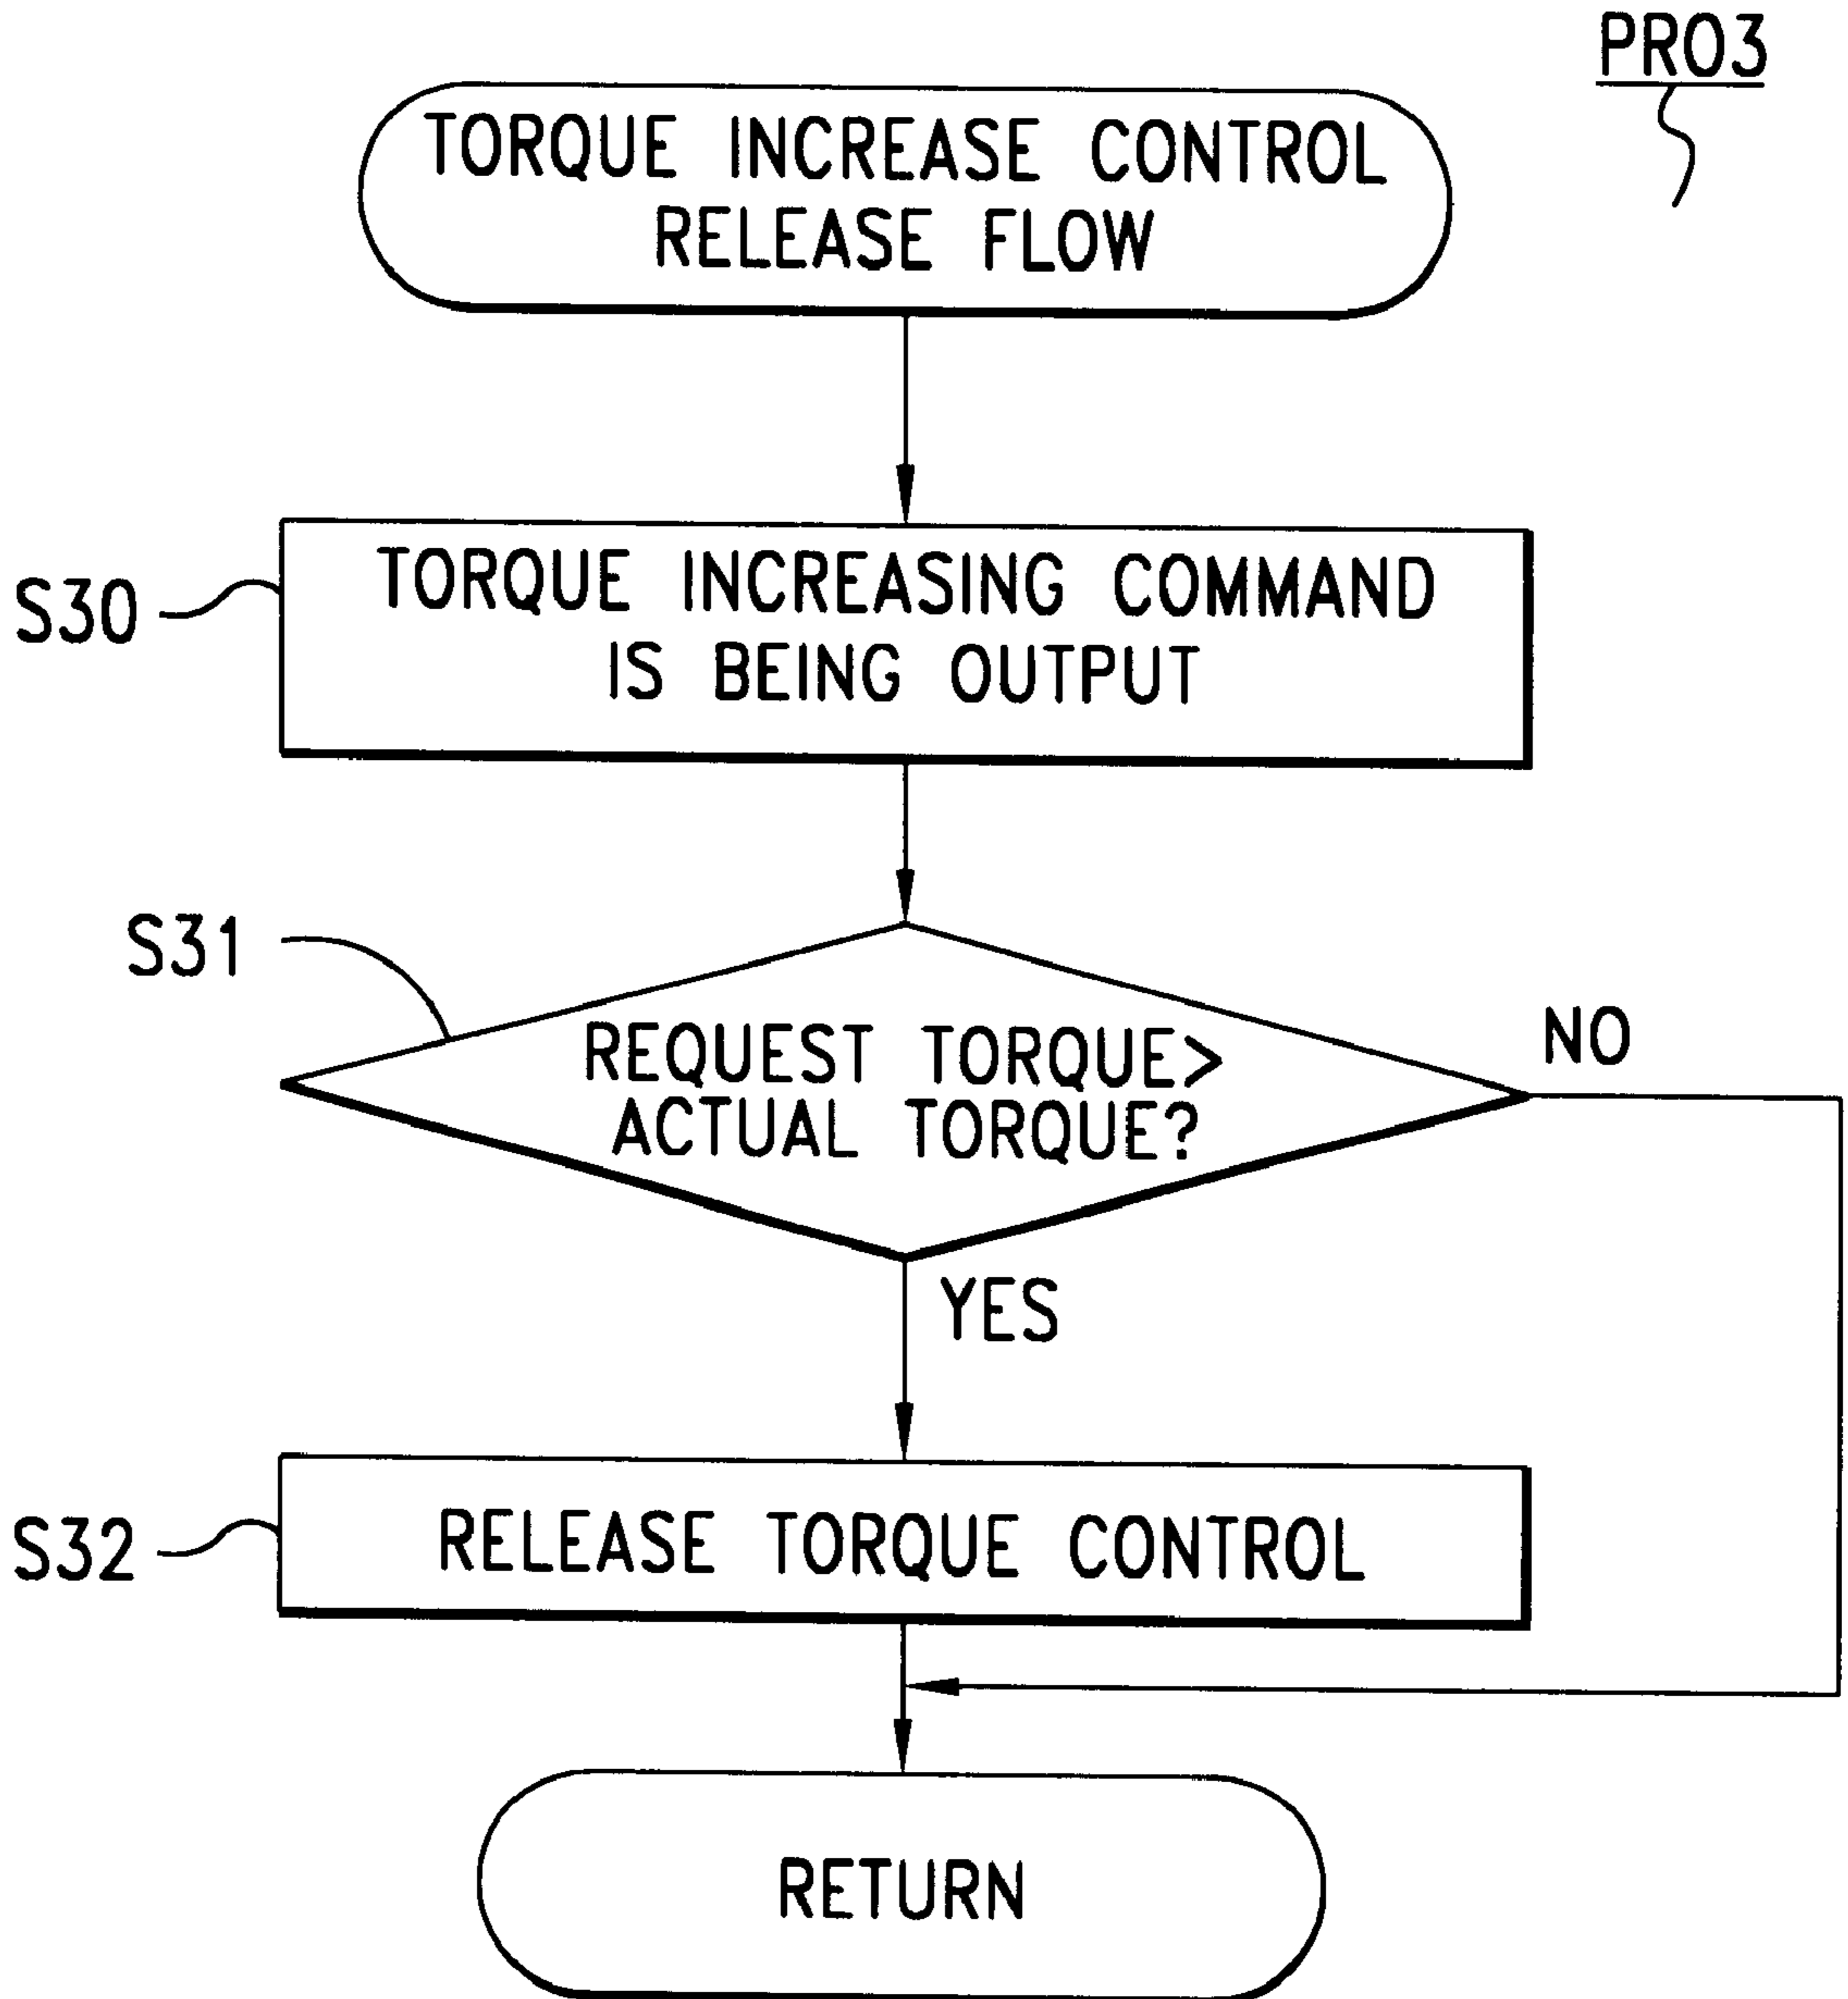 PRO3
TORQUE INCREASE CONTROL
RELEASE FLOW
S30
TORQUE INCREASING COMMAND
IS BEING OUTPUT
S31
REQUEST TORQUE>
ACTUAL TORQUE?
NO
YES
S32
RELEASE TORQUE CONTROL
RETURN